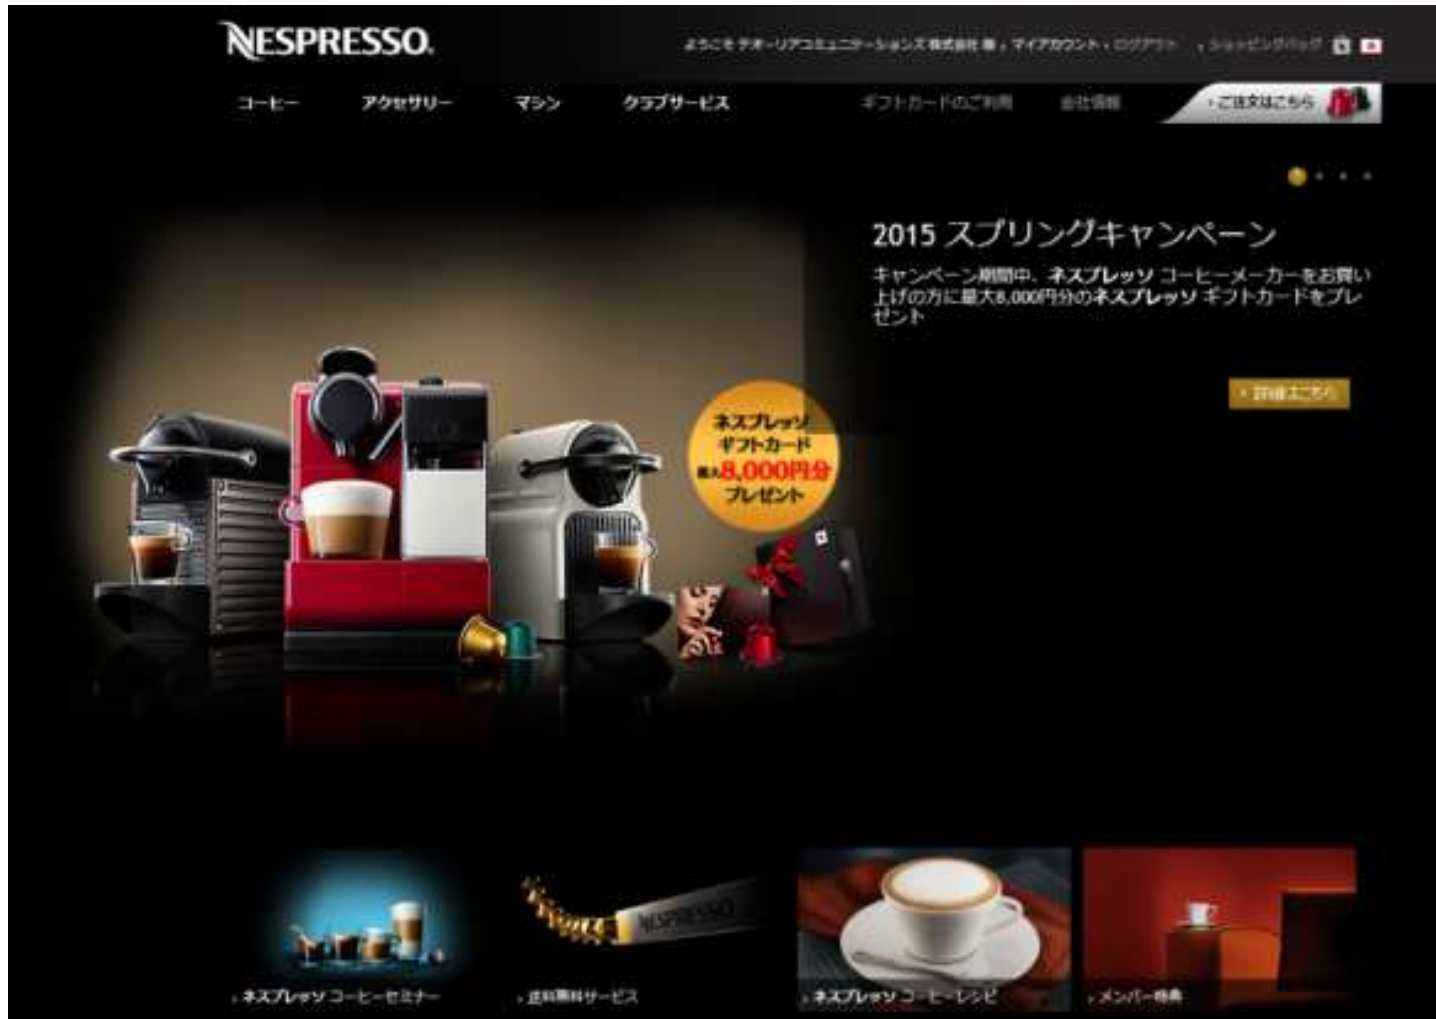 NESPRESSO.
ようこそ デオーリアコミュニケーションズ 株式会社 様 マイアカウント ログアウト ショッピングバッグ
コーヒー アクセサリー マシン クラブサービス ギフトカードのご利用 会社情報 ご注文はこちら
2015 スプリングキャンペーン
キャンペーン期間中、ネスプレッソ コーヒーメーカーをお買い
上げの方に最大8,000円分のネスプレッソ ギフトカードをプレ
ゼント
詳細はこちら
ネスプレッソ
ギフトカード
最大8,000円分
プレゼント
NESPRESSO
ネスプレッソ コーヒーセミナー 送料無料サービス ネスプレッソ コーヒーレシピ メンバー特典